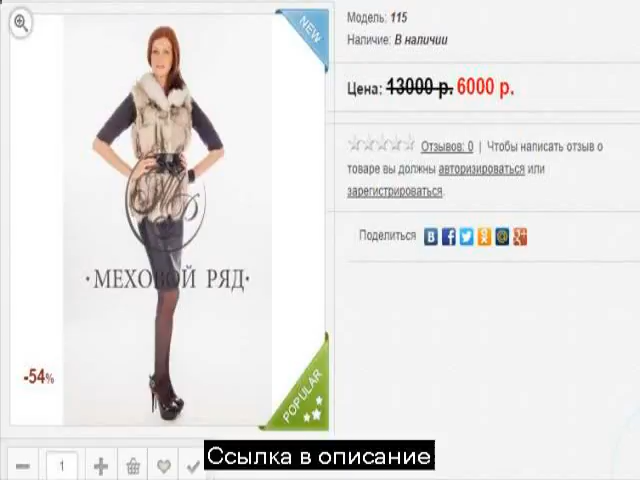 NEW
Модель: 115
Наличие: В наличии
Цена: 13000 р. 6000 р.
Отзывов: 0 | Чтобы написать отзыв о
товаре вы должны авторизироваться или
зарегистрироваться.
Поделиться
·МЕХОВОЙ РЯД·
-54%
POPULAR
1
Ссылка в описание